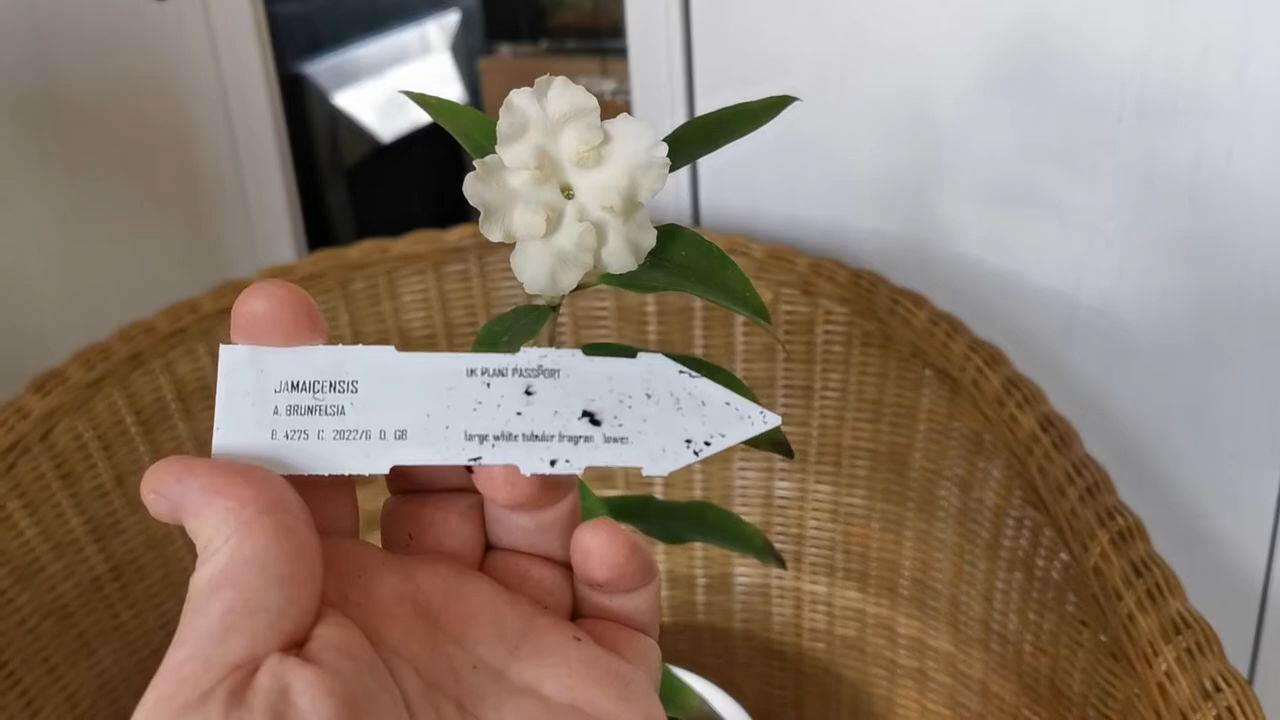 JAMAICENSIS
A. BRUNFELSIA
B. 4275 C. 2022/6 D. GB
UK PLANT PASSPORT
large white tubular fragran lower.